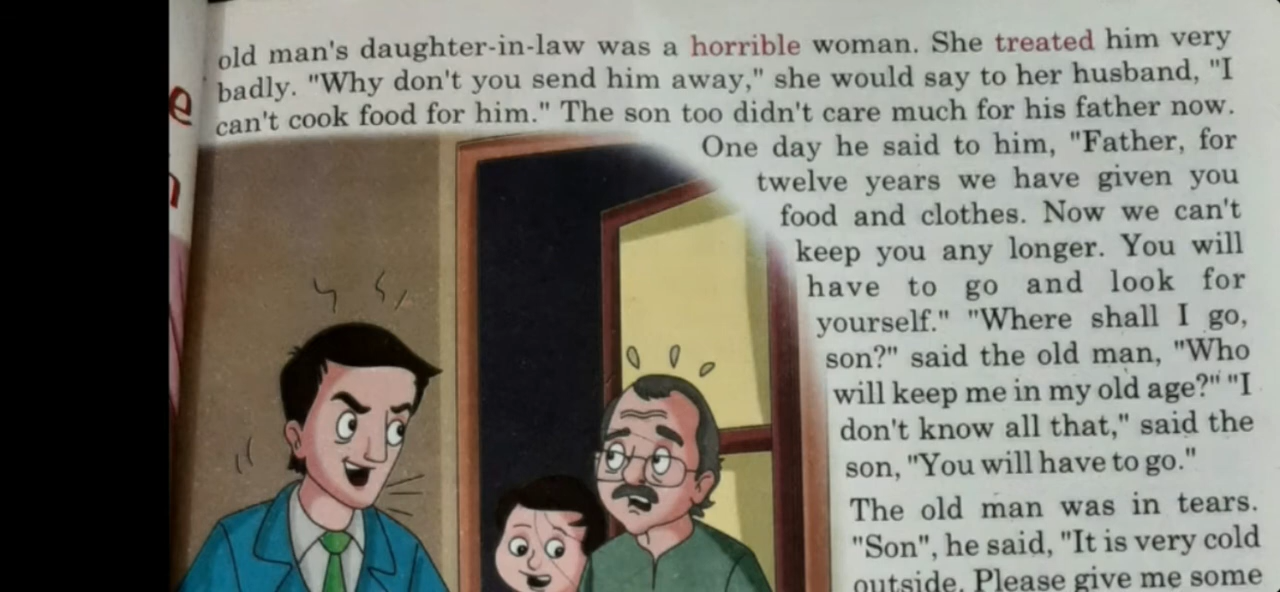 old man's daughter-in-law was a horrible woman. She treated him very
badly. "Why don't you send him away," she would say to her husband, "I
can't cook food for him." The son too didn't care much for his father now.
One day he said to him, "Father, for
twelve years we have given you
food and clothes. Now we can't
keep you any longer. You will
have to go and look for
yourself." "Where shall I go,
son?" said the old man, "Who
will keep me in my old age?" "I
don't know all that," said the
son, "You will have to go."
The old man was in tears.
"Son", he said, "It is very cold
outside. Please give me some